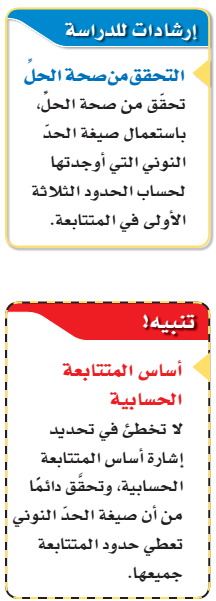 إرشادات للدراسة
التحقق من صحة الحلِّ
تحقّق من صحة الحلِّ،
باستعمال صيغة الحدّ
النوني التي أوجدتها
لحساب الحدود الثلاثة
الأولى في المتتابعة.
تنبيه!
أساس المتتابعة
الحسابية
لا تخطئ في تحديد
إشارة أساس المتتابعة
الحسابية، وتحقَّق دائمًا
من أن صيغة الحدّ النوني
تعطي حدود المتتابعة
جميعها.